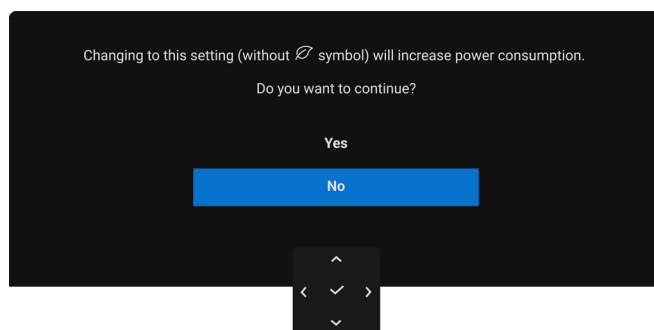 Changing to this setting (without symbol) will increase power consumption.
Do you want to continue?
Yes
No